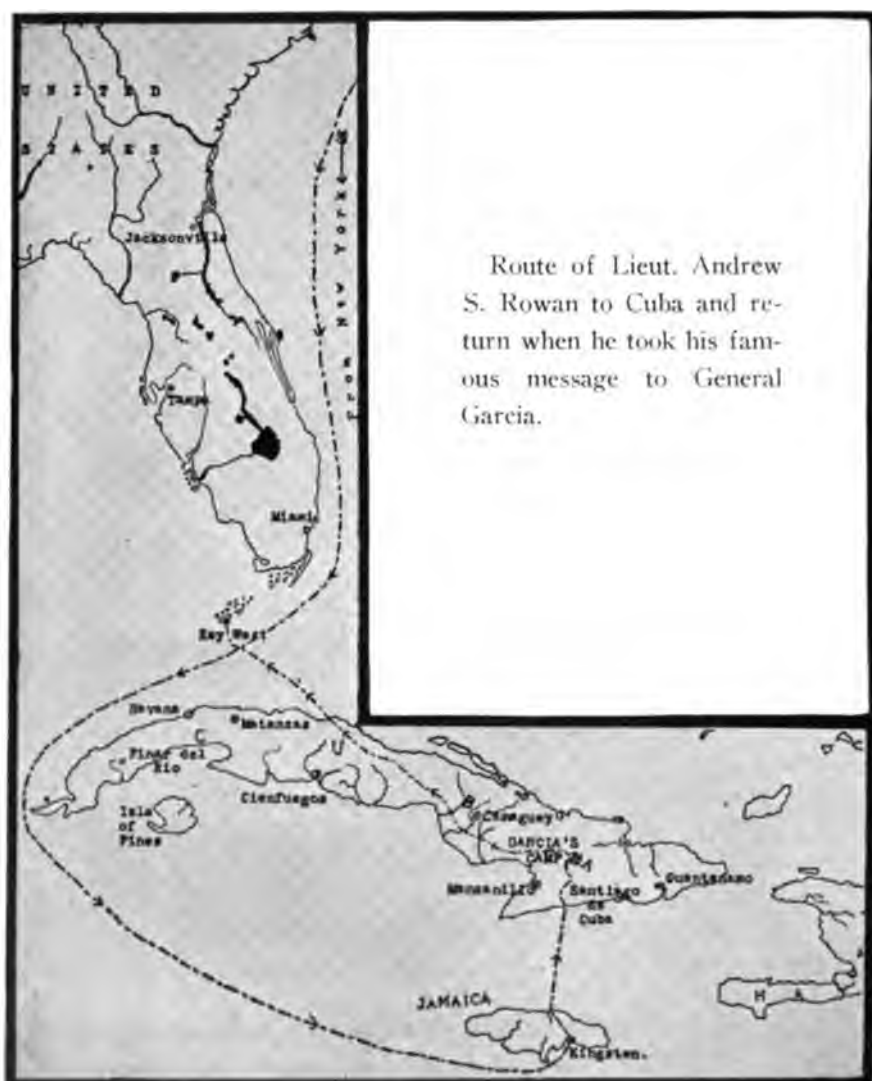 UNITED
STATES
Jacksonville
NEW YORK
Tampa
Miami
Key West
Route of Lieut. Andrew
S. Rowan to Cuba and re-
turn when he took his fam-
ous message to General
Garcia.
Havana
Matanzas
Pinar del
Rio
CUBA
Cienfuegos
Isle
of
Pines
Camaguey
GARCIA'S
CAMP
Manzanillo
Santiago
de
Cuba
Guantanamo
JAMAICA
Kingston.
HA